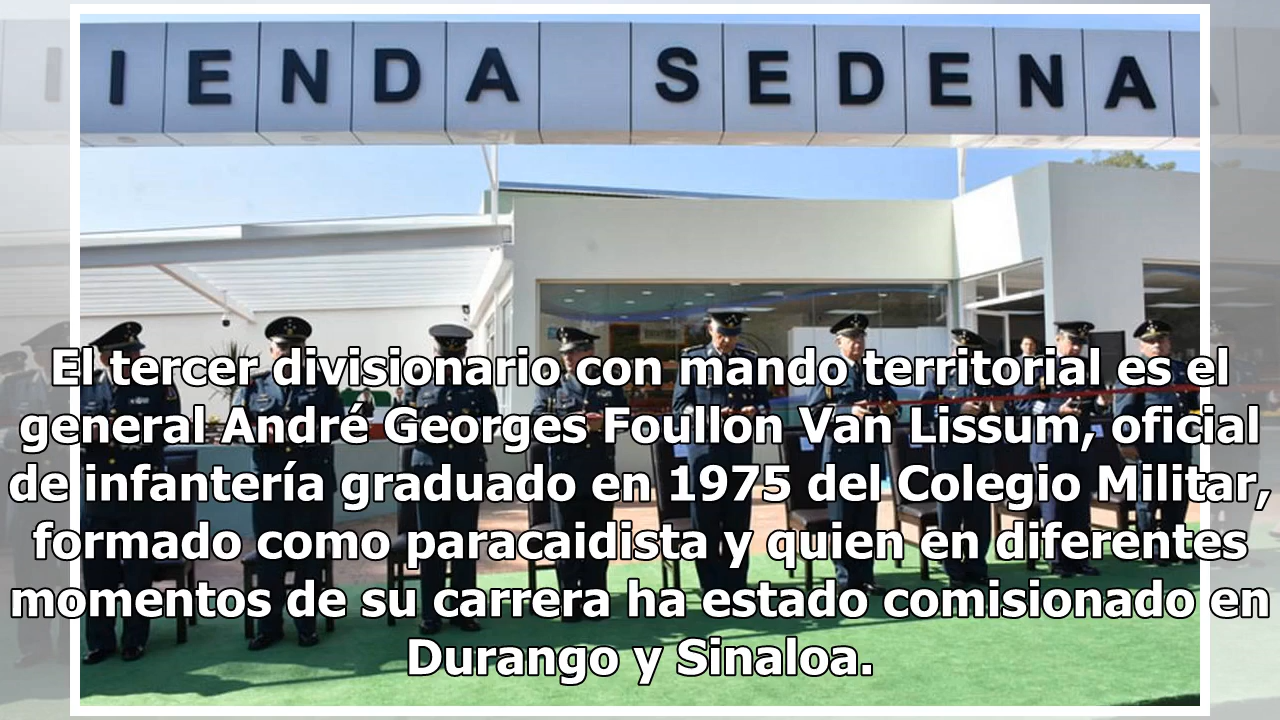 IENDA SEDENA
El tercer divisionario con mando territorial es el
general André Georges Foullon Van Lissum, oficial
de infantería graduado en 1975 del Colegio Militar,
formado como paracaidista y quien en diferentes
momentos de su carrera ha estado comisionado en
Durango y Sinaloa.